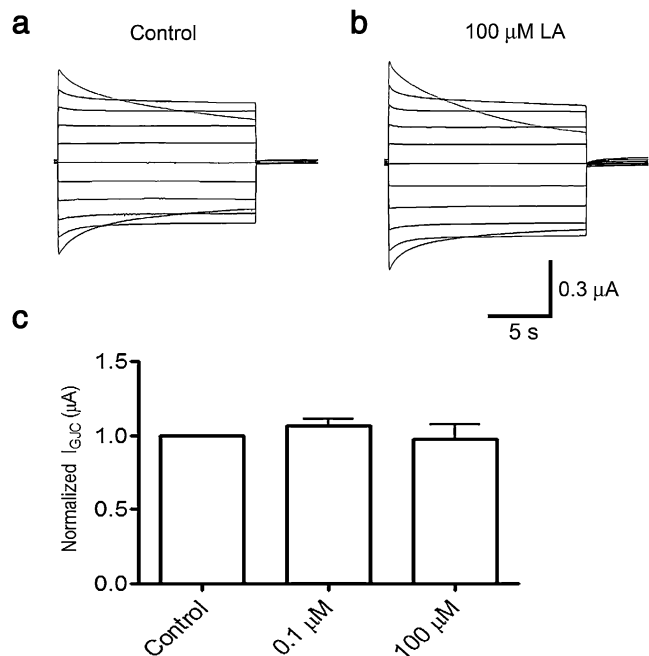 a
Control
b
100 μM LA
0.3 μA
5 s
c
Normalized I_GJC (μA)
1.5
1.0
0.5
0.0
Control
0.1 μM
100 μM